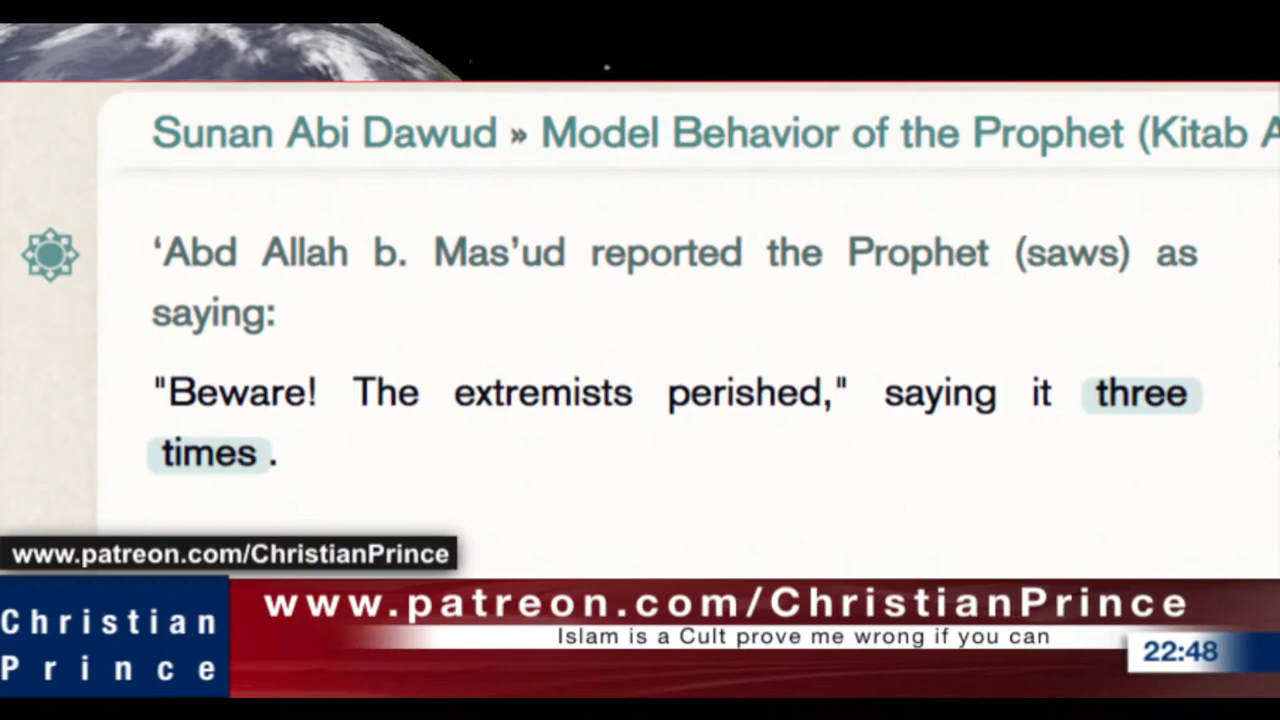 Sunan Abi Dawud » Model Behavior of the Prophet (Kitab A
‘Abd Allah b. Mas’ud reported the Prophet (saws) as
saying:
"Beware! The extremists perished," saying it three
times .
www.patreon.com/ChristianPrince
www.patreon.com/ChristianPrince
Islam is a Cult prove me wrong if you can
Christian
Prince
22:48